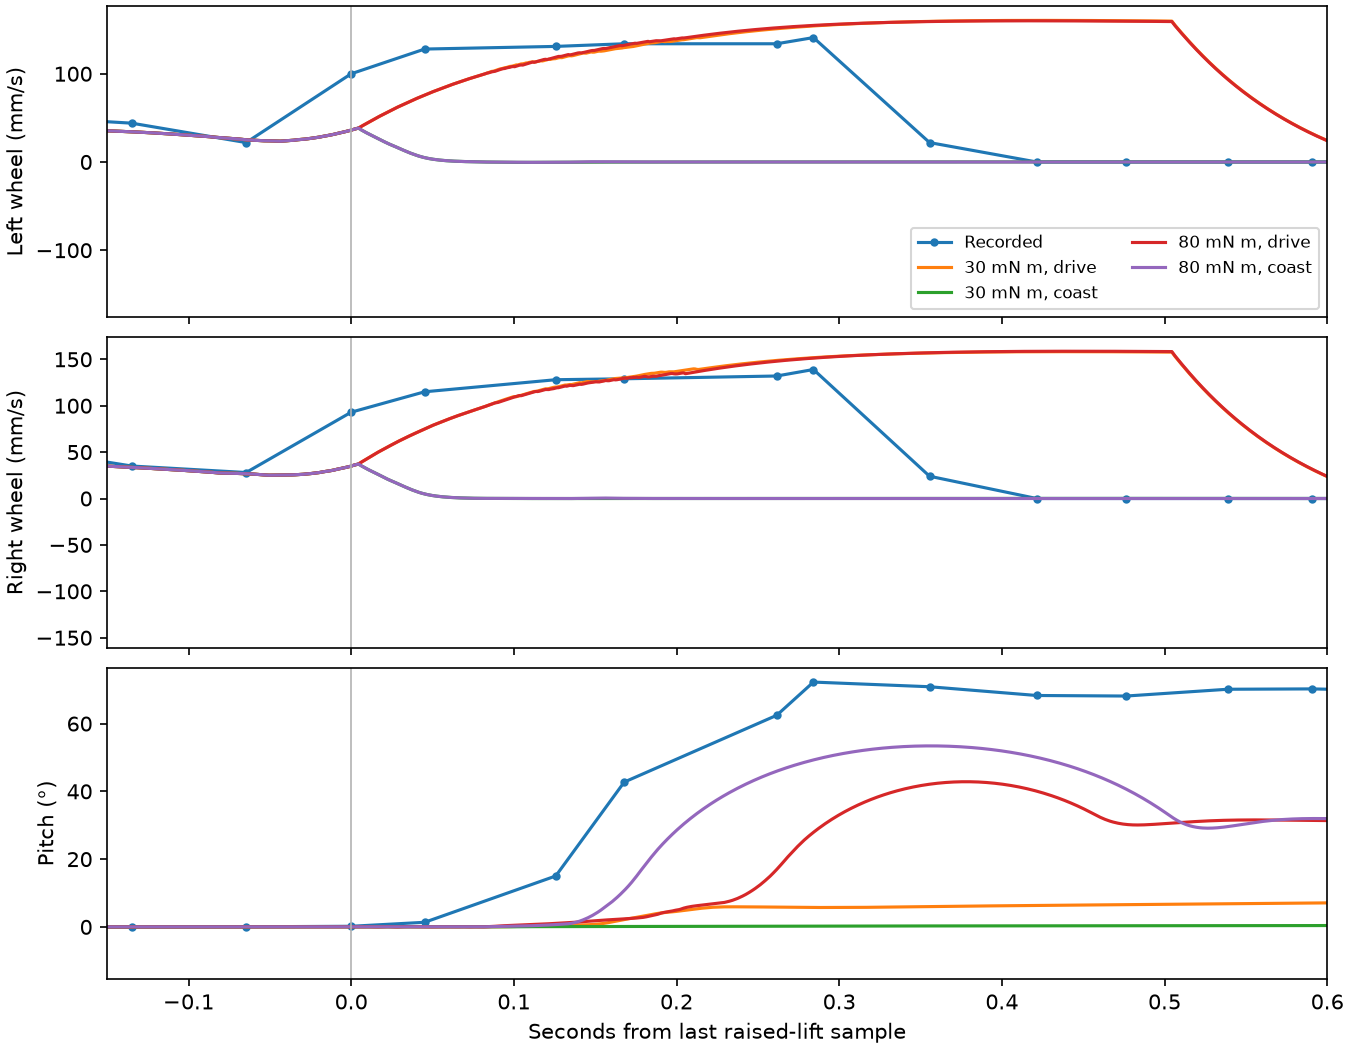 Left wheel (mm/s)
100
0
−100
Recorded
30 mN m, drive
30 mN m, coast
80 mN m, drive
80 mN m, coast
Right wheel (mm/s)
150
100
50
0
−50
−100
−150
Pitch (°)
60
40
20
0
−0.1
0.0
0.1
0.2
0.3
0.4
0.5
0.6
Seconds from last raised-lift sample